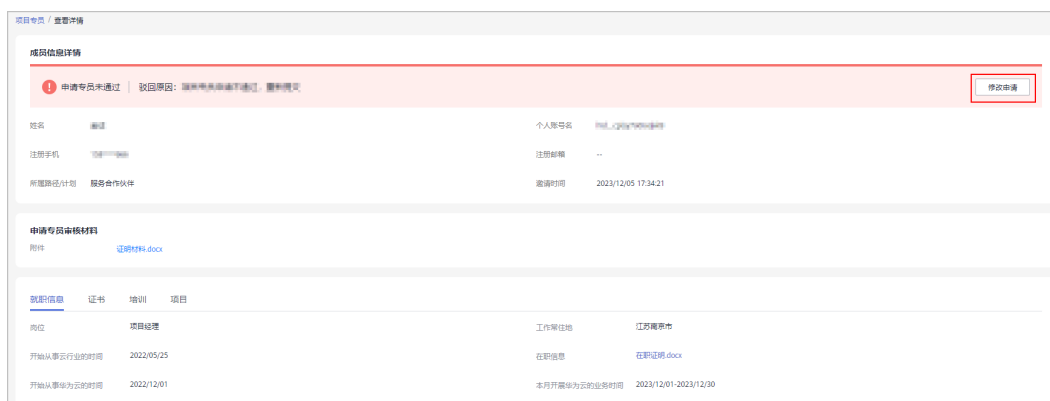 项目专员 / 查看详情
成员信息详情
申请专员未通过 | 驳回原因：
修改申请
姓名
个人账号名
注册手机
注册邮箱 --
所属路径/计划 服务合作伙伴
邀请时间 2023/12/05 17:34:21
申请专员审核材料
附件 证明材料.docx
就职信息 证书 培训 项目
岗位 项目经理
工作常住地 江苏南京市
开始从事云行业的时间 2022/05/25
在职信息 在职证明.docx
开始从事华为云的时间 2022/12/01
本月开展华为云的业务时间 2023/12/01-2023/12/30